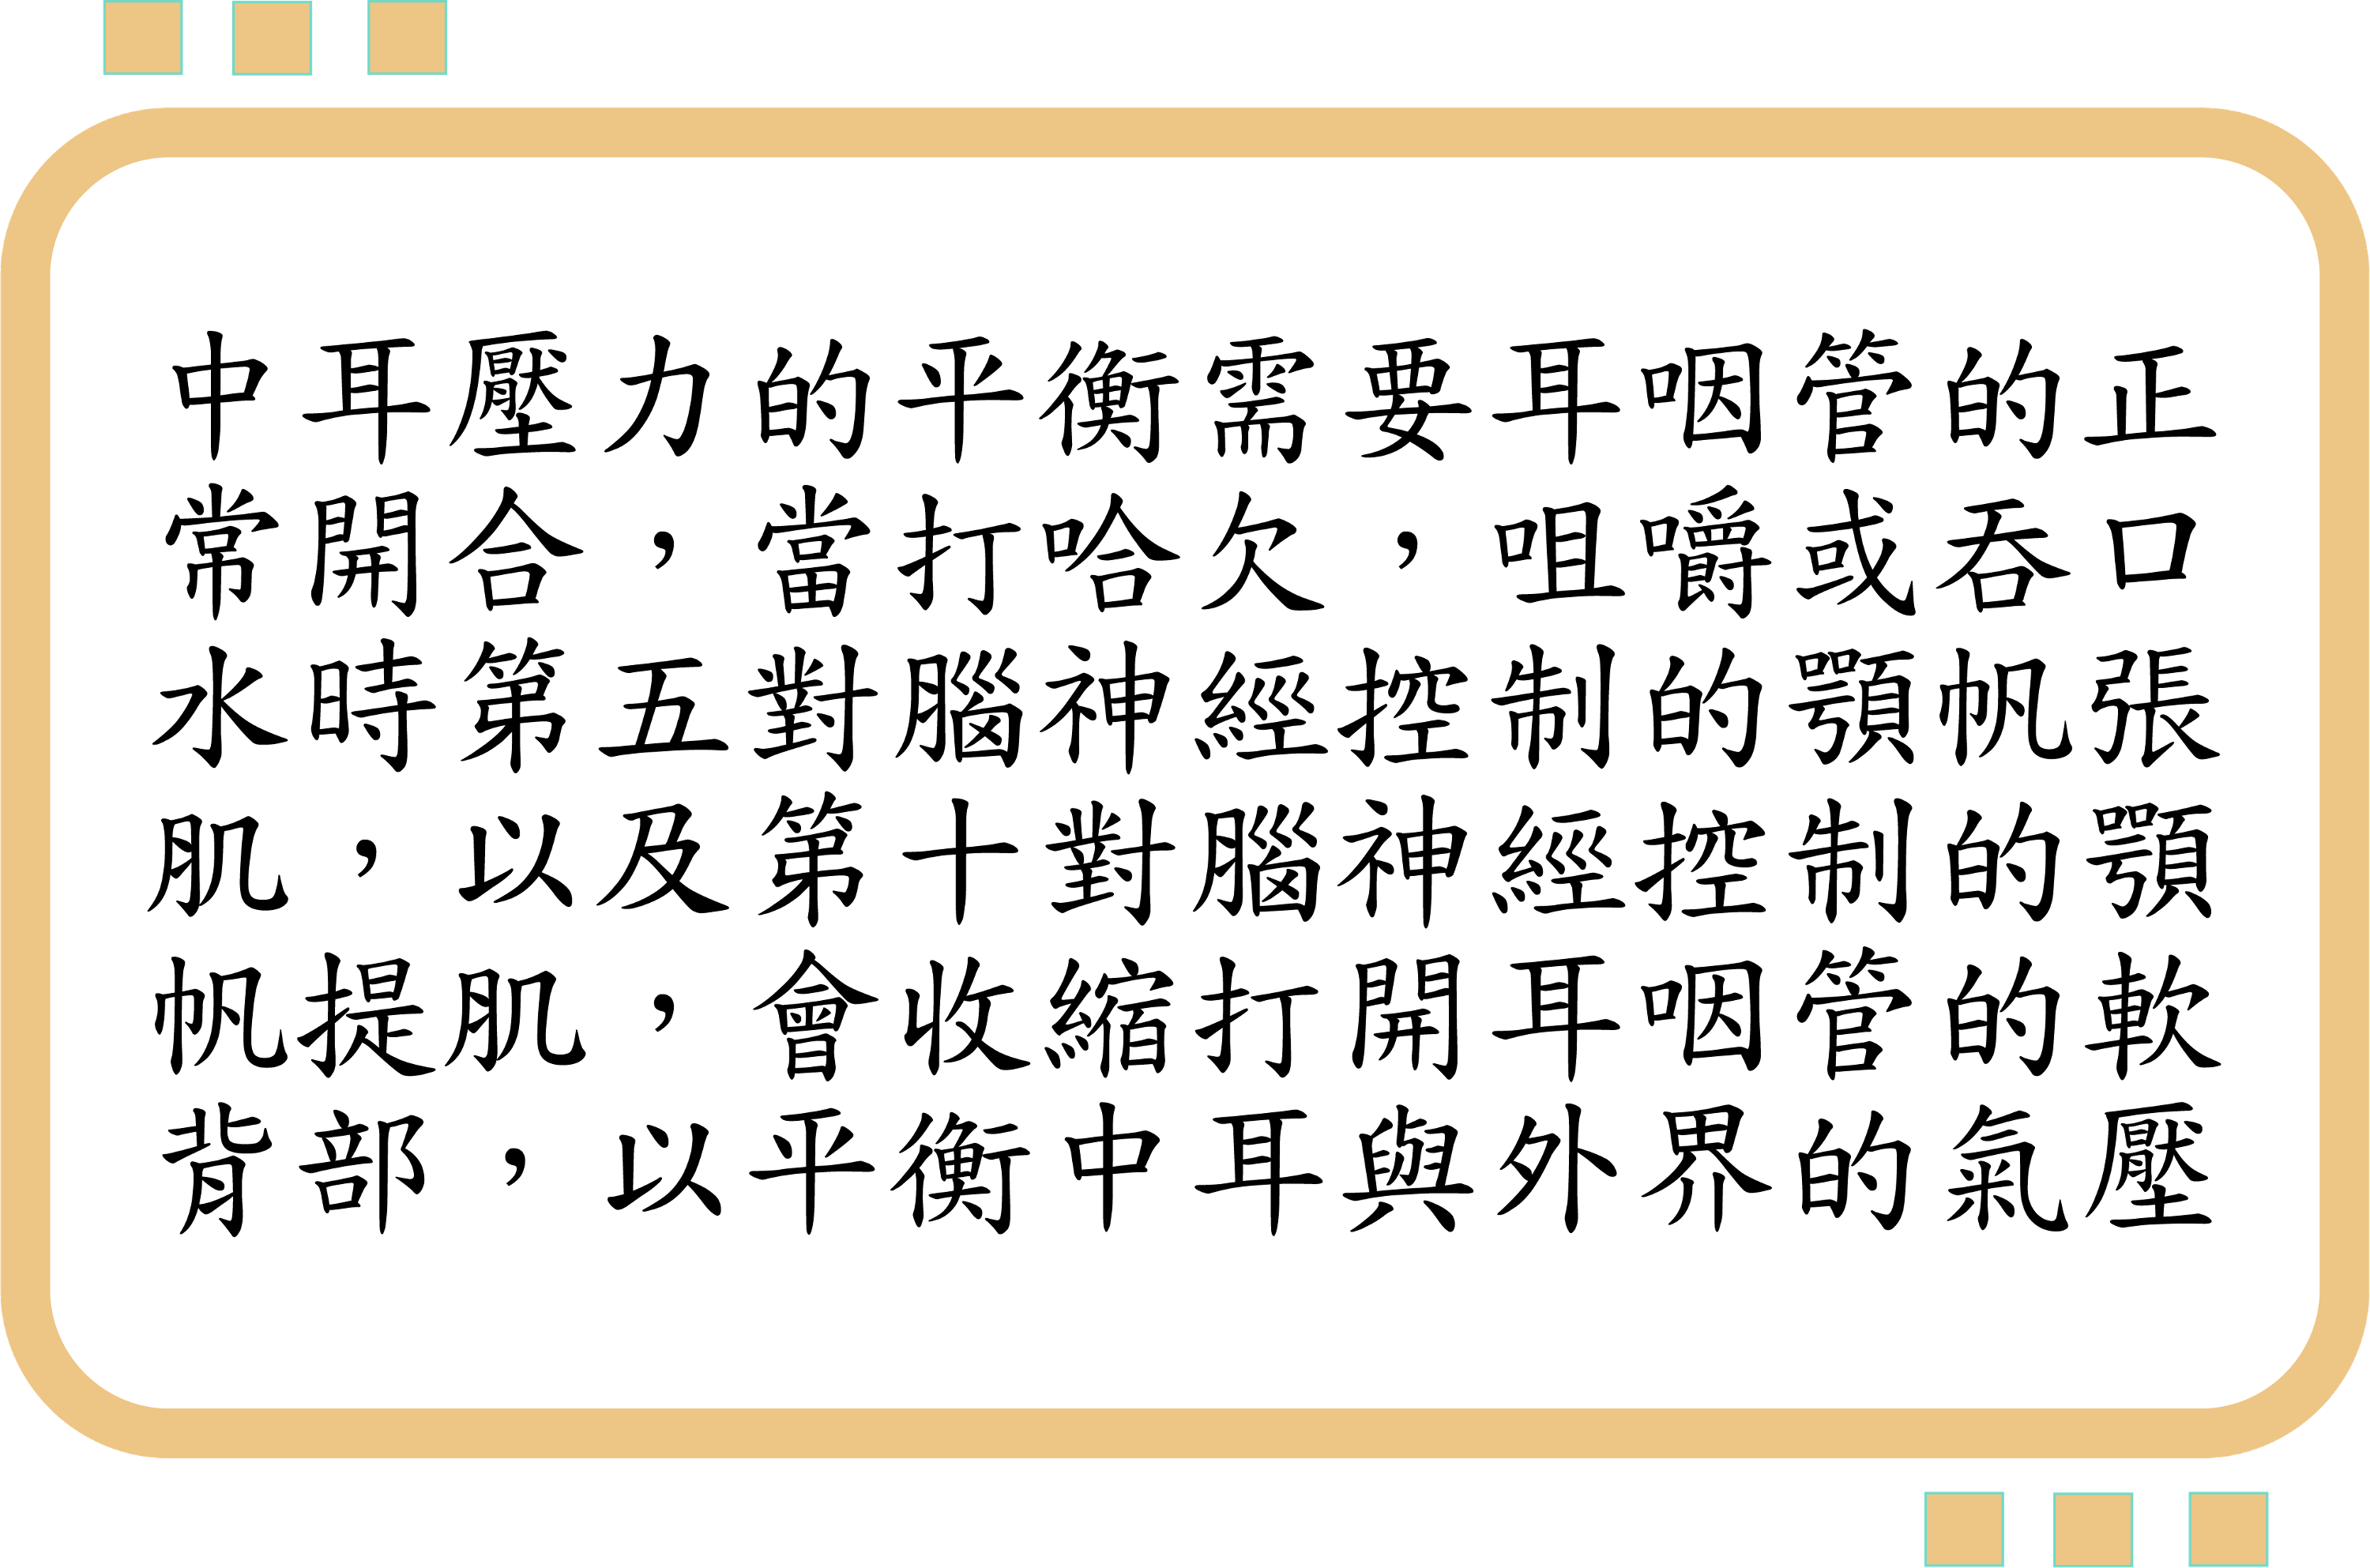 中耳壓力的平衡需要耳咽管的正
常開合，當打哈欠，咀嚼或吞口
水時第五對腦神經控制的顎帆張
肌，以及第十對腦神經控制的顎
帆提肌，會收縮打開耳咽管的軟
骨部，以平衡中耳與外界的氣壓